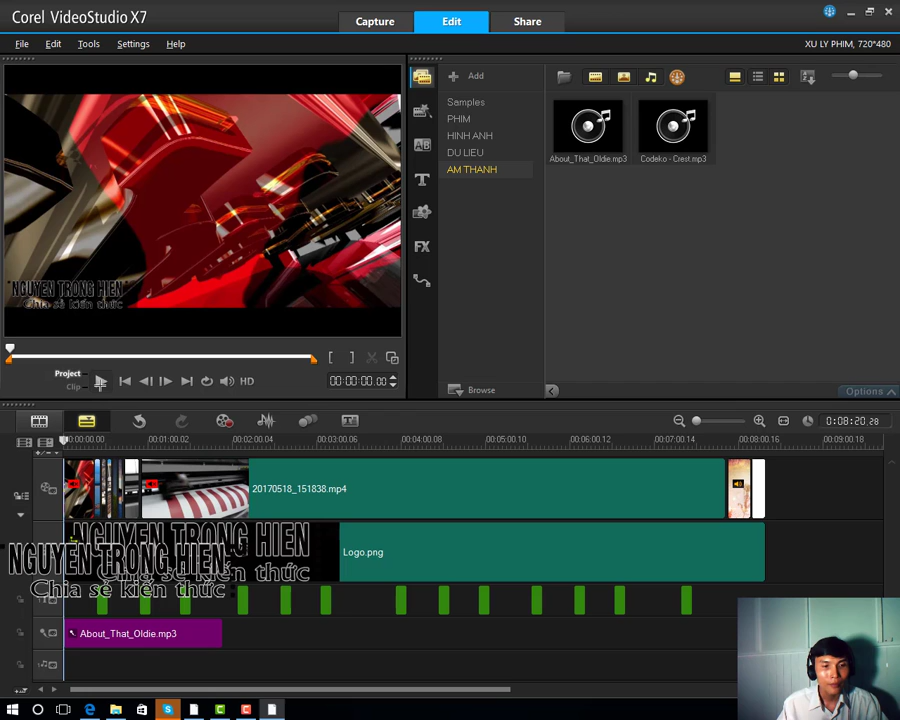 Corel VideoStudio X7
Capture
Edit
Share
File
Edit
Tools
Settings
Help
XU LY PHIM, 720*480
Add
Samples
PHIM
HINH ANH
DU LIEU
AM THANH
About_That_Oldie.mp3
Codeko - Crest.mp3
"NGUYEN TRONG HIEN"
Chia sẻ kiến thức
Project
Clip
HD
00:00:00.00
Browse
Options
0:08:20.28
00:00:00.00
00:01:00.02
00:02:00.04
00:03:00.06
00:04:00.08
00:05:00.10
00:06:00.12
00:07:00.14
00:08:00.16
00:09:00.18
20170518_151838.mp4
NGUYEN TRONG HIEN
Chia sẻ kiến thức
Logo.png
"NGUYEN TRONG HIEN"
Chia sẻ kiến thức
About_That_Oldie.mp3